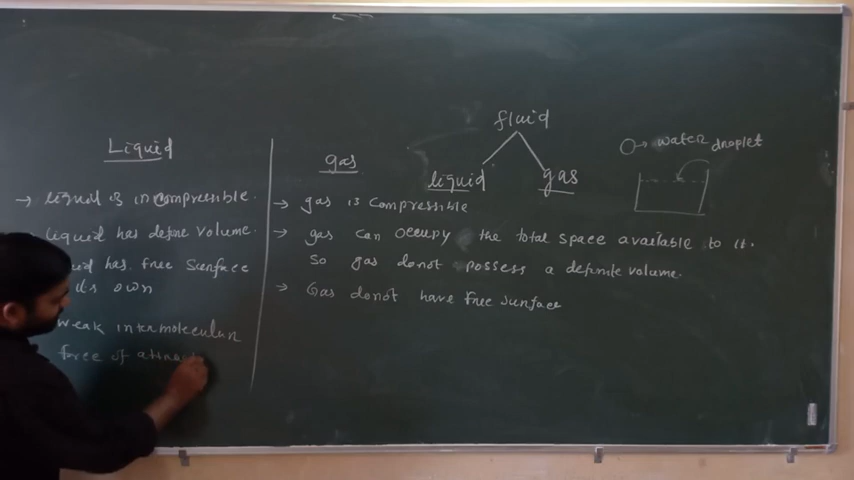 Liquid
→ liquid is incompressible.
liquid has define volume.
has free surface
its own
weak intermolecular
force of
gas
→ gas is compressible
→ gas can occupy the total space available to it.
so gas donot possess a definite volume.
→ Gas donot have free surface
fluid
liquid gas
→ water droplet